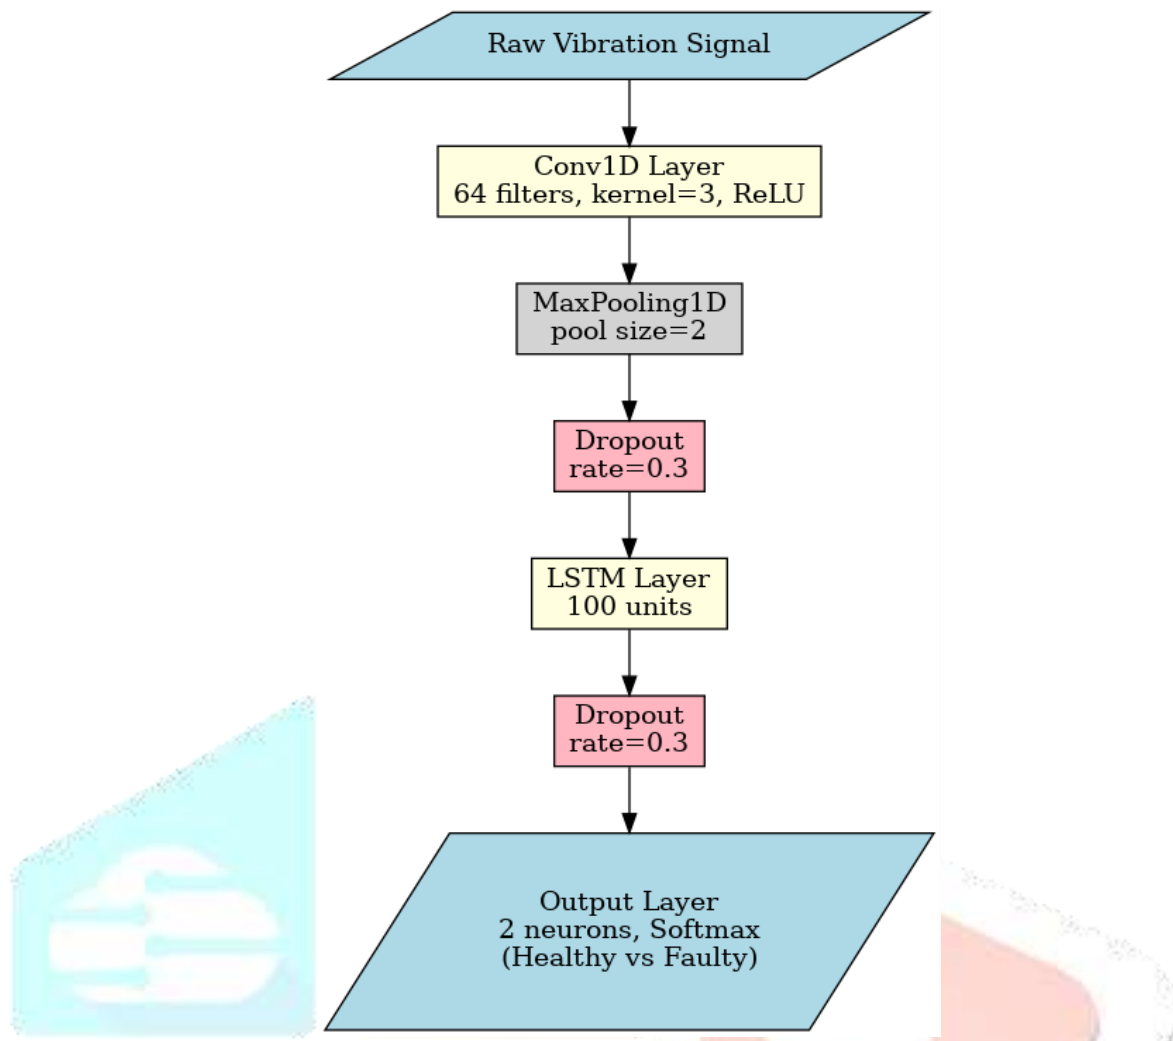 Raw Vibration Signal
Conv1D Layer
64 filters, kernel=3, ReLU
MaxPooling1D
pool size=2
Dropout
rate=0.3
LSTM Layer
100 units
Dropout
rate=0.3
Output Layer
2 neurons, Softmax
(Healthy vs Faulty)